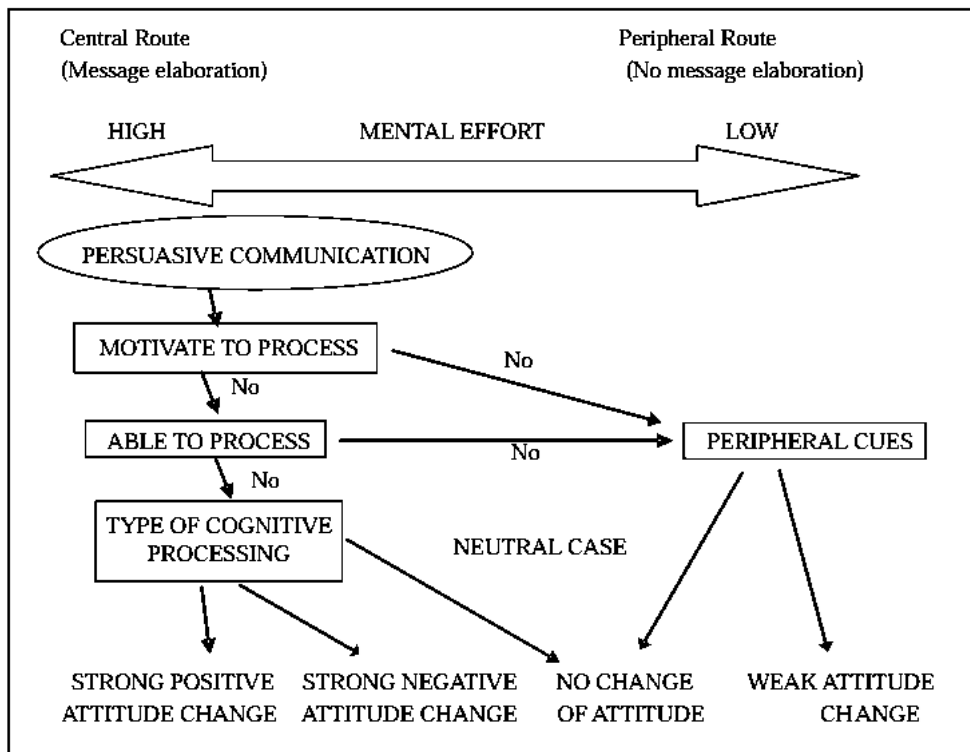 Central Route
(Message elaboration)
Peripheral Route
(No message elaboration)
HIGH
MENTAL EFFORT
LOW
PERSUASIVE COMMUNICATION
MOTIVATE TO PROCESS
No
No
ABLE TO PROCESS
No
PERIPHERAL CUES
No
TYPE OF COGNITIVE
PROCESSING
NEUTRAL CASE
STRONG POSITIVE
ATTITUDE CHANGE
STRONG NEGATIVE
ATTITUDE CHANGE
NO CHANGE
OF ATTITUDE
WEAK ATTITUDE
CHANGE